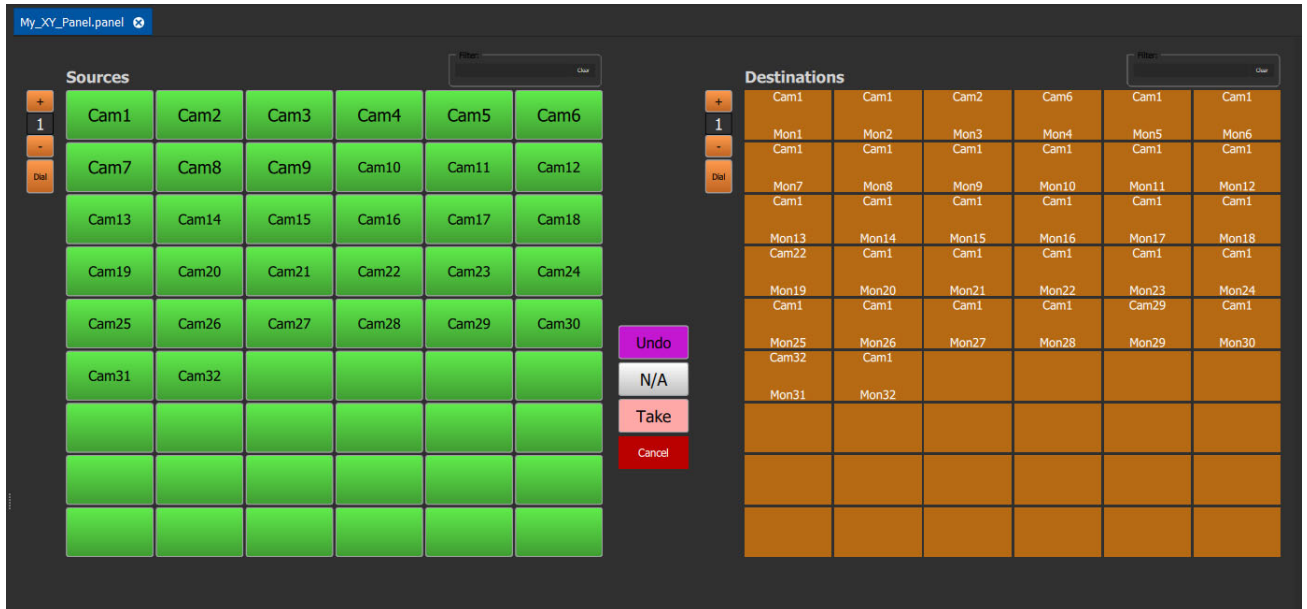 My_XY_Panel.panel
Filter:
Filter:
Sources
Clear
Destinations
Clear
+
1
-
Dial
Cam1 Cam2 Cam3 Cam4 Cam5 Cam6
Cam7 Cam8 Cam9 Cam10 Cam11 Cam12
Cam13 Cam14 Cam15 Cam16 Cam17 Cam18
Cam19 Cam20 Cam21 Cam22 Cam23 Cam24
Cam25 Cam26 Cam27 Cam28 Cam29 Cam30
Cam31 Cam32
Undo
N/A
Take
Cancel
+
1
-
Dial
Cam1 Cam1 Cam2 Cam6 Cam1 Cam1
Mon1 Mon2 Mon3 Mon4 Mon5 Mon6
Cam1 Cam1 Cam1 Cam1 Cam1 Cam1
Mon7 Mon8 Mon9 Mon10 Mon11 Mon12
Cam1 Cam1 Cam1 Cam1 Cam1 Cam1
Mon13 Mon14 Mon15 Mon16 Mon17 Mon18
Cam22 Cam1 Cam1 Cam1 Cam1 Cam1
Mon19 Mon20 Mon21 Mon22 Mon23 Mon24
Cam1 Cam1 Cam1 Cam1 Cam29 Cam1
Mon25 Mon26 Mon27 Mon28 Mon29 Mon30
Cam32 Cam1
Mon31 Mon32